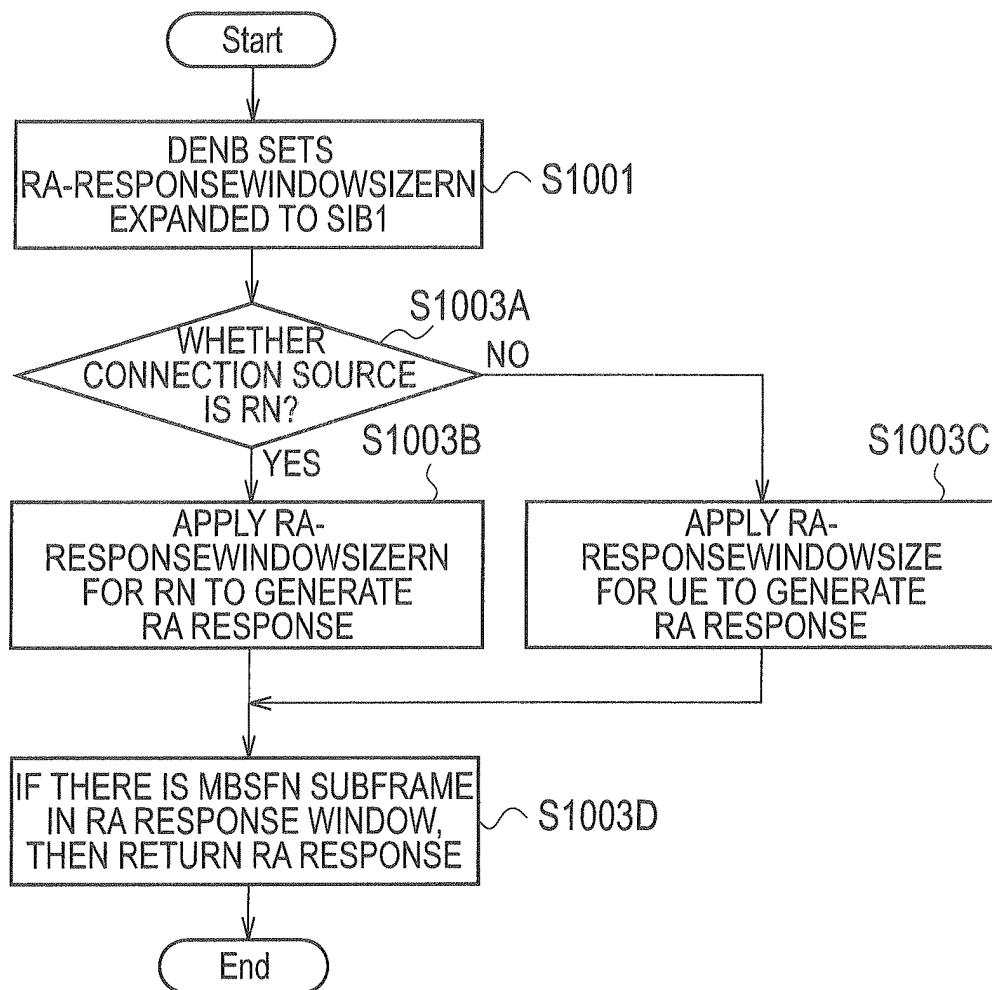 Start
DENB SETS
RA-RESPONSEWINDOWSIZERN
EXPANDED TO SIB1
S1001
S1003A
WHETHER
CONNECTION SOURCE
IS RN?
NO
YES
S1003B
S1003C
APPLY RA-
RESPONSEWINDOWSIZERN
FOR RN TO GENERATE
RA RESPONSE
APPLY RA-
RESPONSEWINDOWSIZE
FOR UE TO GENERATE
RA RESPONSE
IF THERE IS MBSFN SUBFRAME
IN RA RESPONSE WINDOW,
THEN RETURN RA RESPONSE
S1003D
End